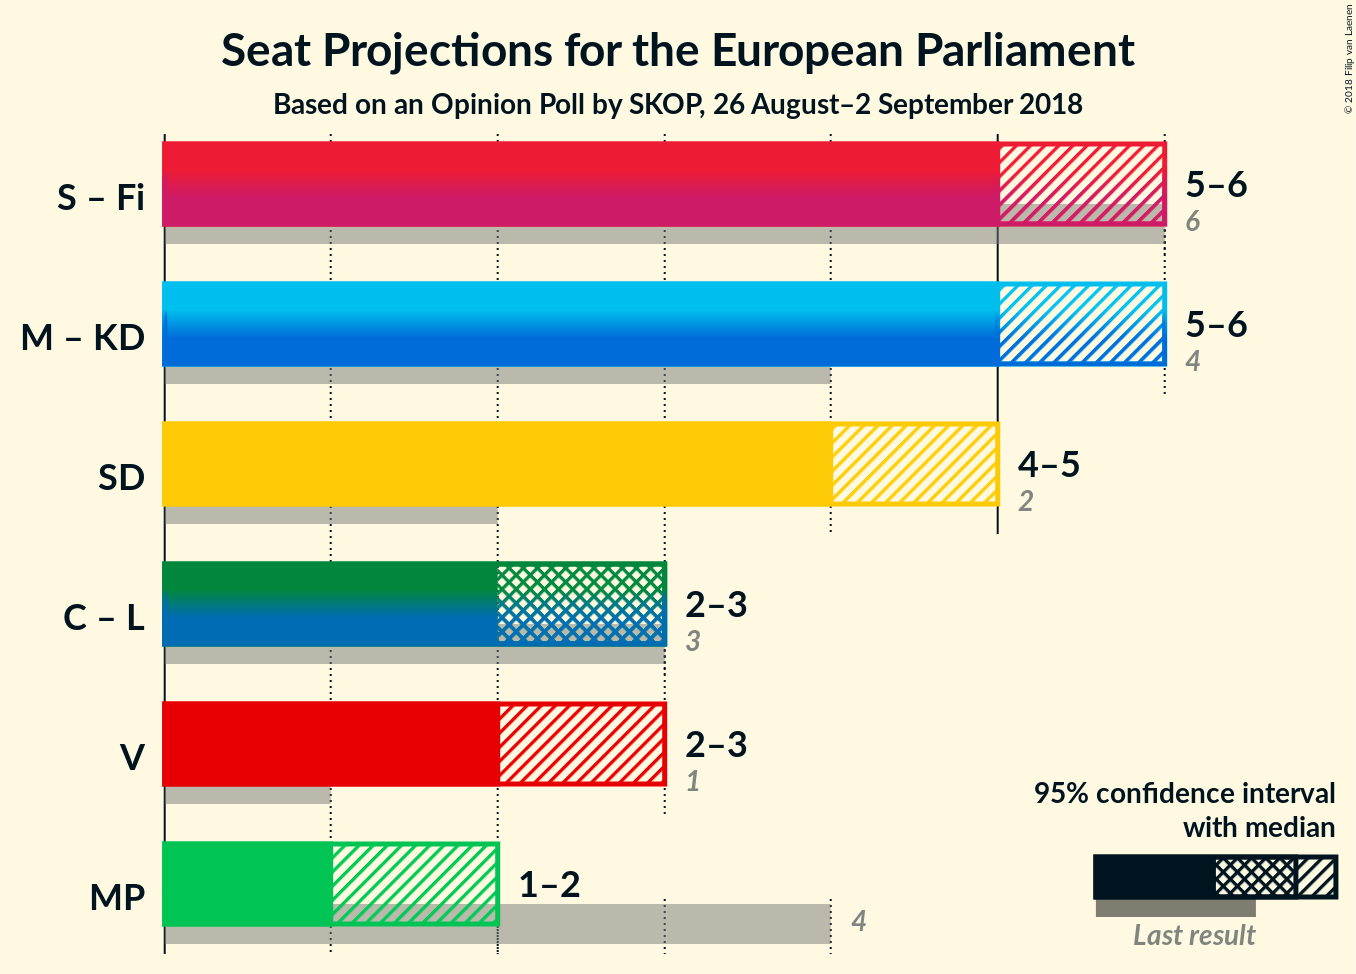 Seat Projections for the European Parliament
Based on an Opinion Poll by SKOP, 26 August–2 September 2018
© 2018 Filip van Laenen
S – Fi
5–6
6
M – KD
5–6
4
SD
4–5
2
C – L
2–3
3
V
2–3
1
MP
1–2
4
95% confidence interval
with median
Last result